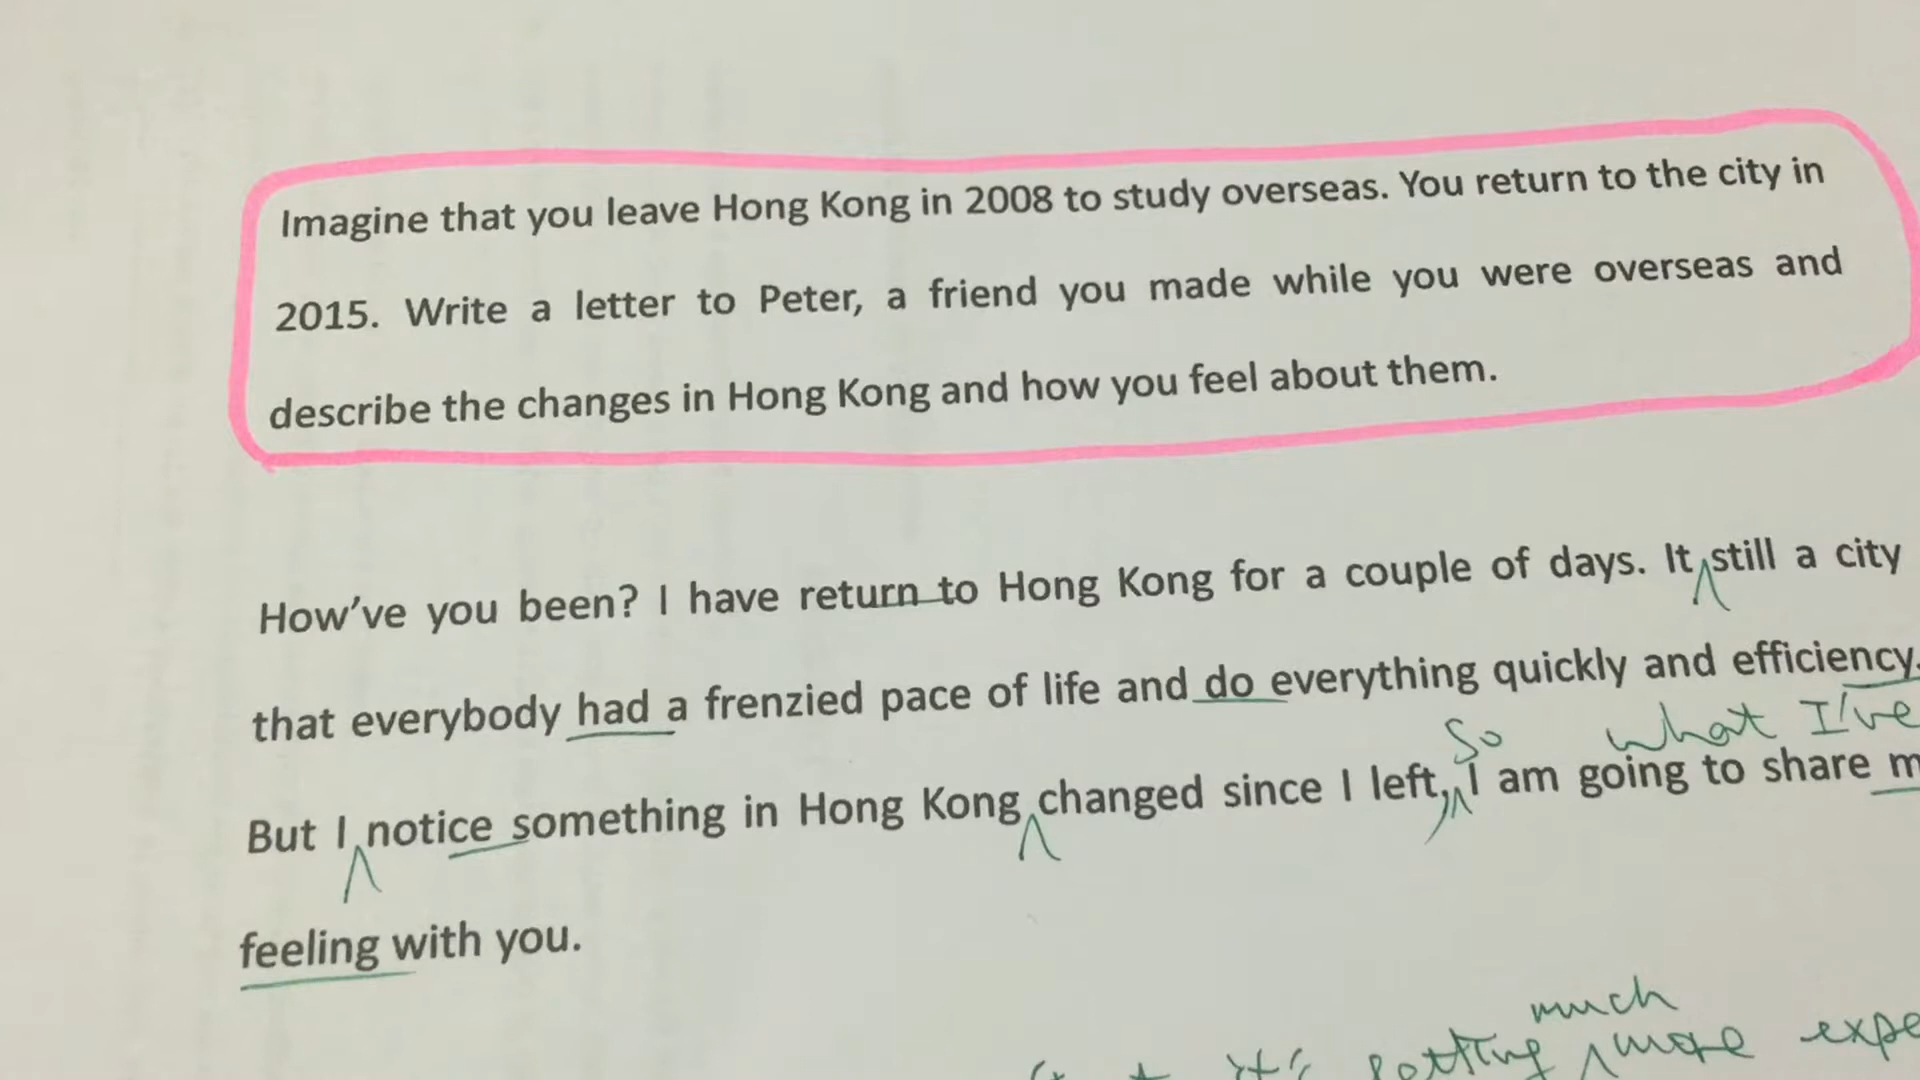 Imagine that you leave Hong Kong in 2008 to study overseas. You return to the city in
2015. Write a letter to Peter, a friend you made while you were overseas and
describe the changes in Hong Kong and how you feel about them.
How've you been? I have return to Hong Kong for a couple of days. It still a city
that everybody had a frenzied pace of life and do everything quickly and efficiency.
So what I've
But I notice something in Hong Kong changed since I left, I am going to share
feeling with you.
much
it's getting more